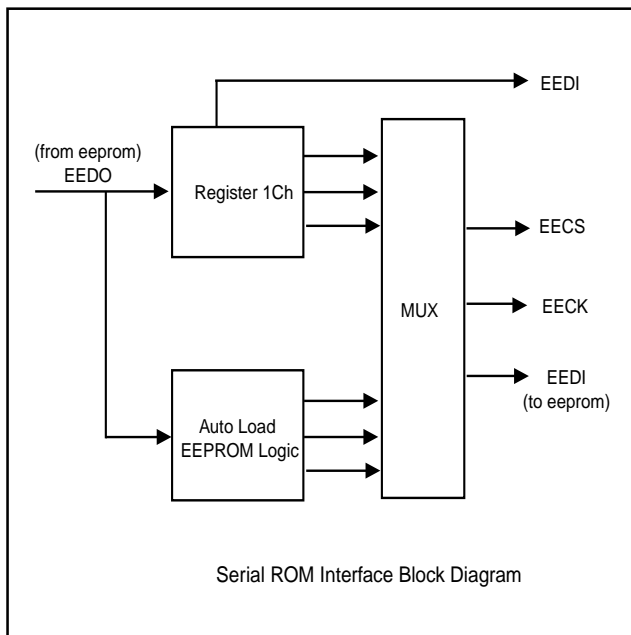 EEDI
(from eeprom)
EEDO
Register 1Ch
EECS
MUX
EECK
EEDI
(to eeprom)
Auto Load
EEPROM Logic
Serial ROM Interface Block Diagram